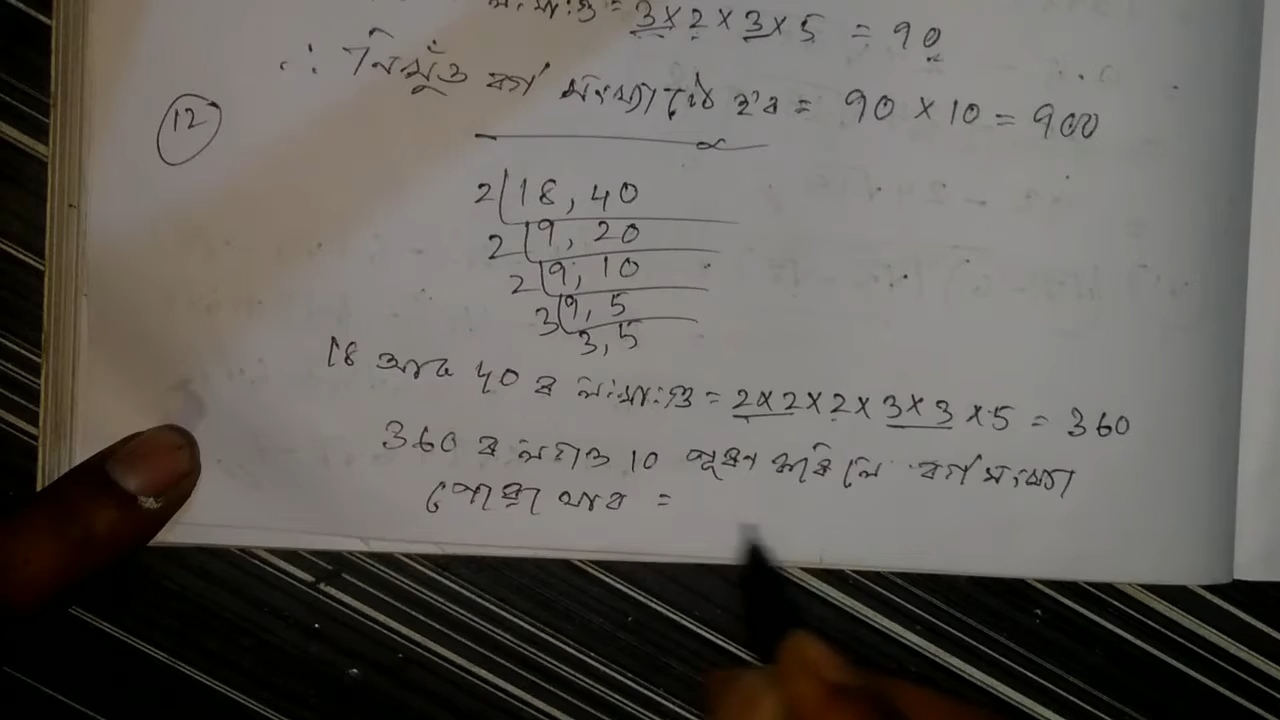 ল:সা:গু = 3 × 2 × 3 × 5 = 90
∴ নির্ণেয় বৰ্গ সংখ্যাটো হ'ব = 90 × 10 = 900
12
2 | 18, 40
2 | 9, 20
2 | 9, 10
3 | 9, 5
3, 5
18 আৰু 40 ৰ ল:সা:গু = 2 × 2 × 2 × 3 × 3 × 5 = 360
360 ৰ লগত 10 পূৰণ কৰিলে বৰ্গ সংখ্যা
পোৱা যাব =